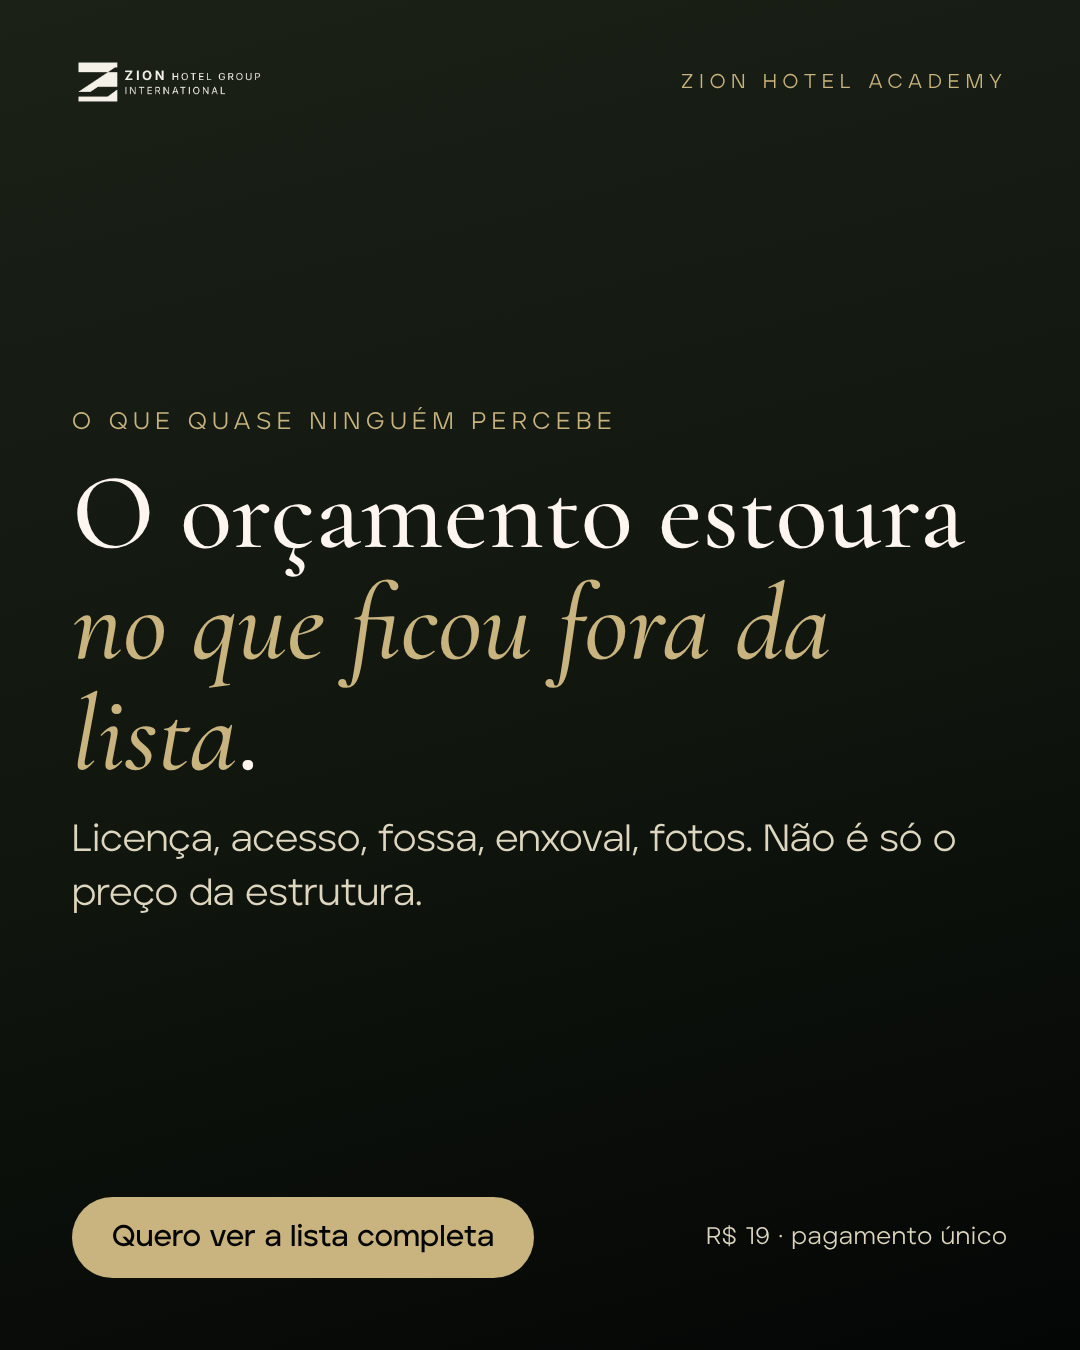 ZION HOTEL GROUP
INTERNATIONAL
ZION HOTEL ACADEMY
O QUE QUASE NINGUÉM PERCEBE
O orçamento estoura
no que ficou fora da
lista.
Licença, acesso, fossa, enxoval, fotos. Não é só o
preço da estrutura.
Quero ver a lista completa
R$ 19 · pagamento único